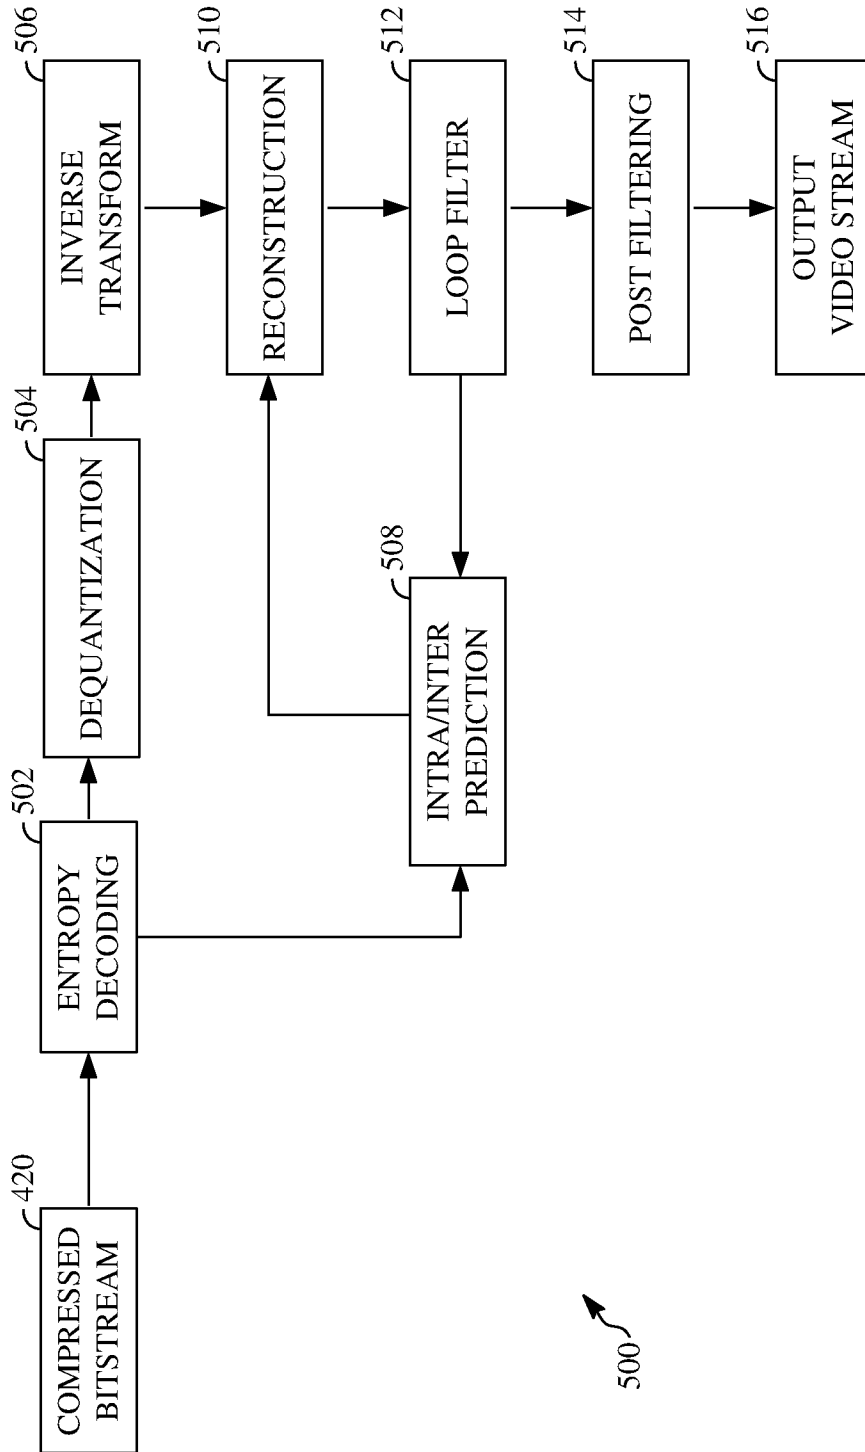 420
COMPRESSED
BITSTREAM
502
ENTROPY
DECODING
504
DEQUANTIZATION
506
INVERSE
TRANSFORM
508
INTRA/INTER
PREDICTION
510
RECONSTRUCTION
512
LOOP FILTER
514
POST FILTERING
516
OUTPUT
VIDEO STREAM
500